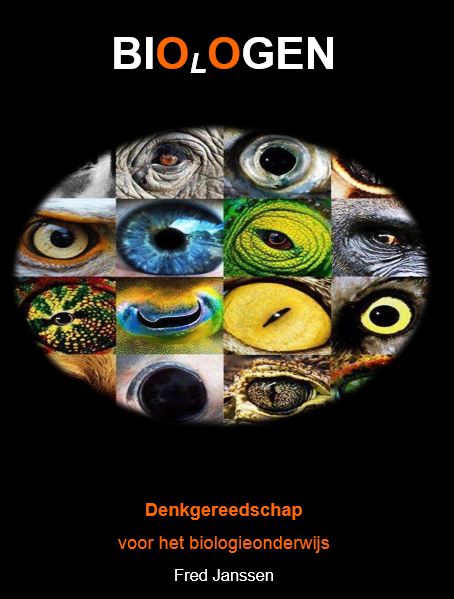 BIOLOGEN
Denkgereedschap
voor het biologieonderwijs
Fred Janssen